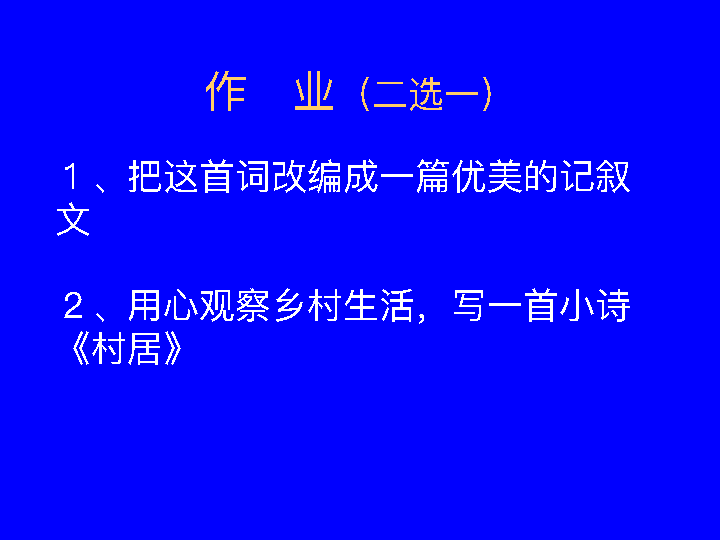 作　业（二选一）
１、把这首词改编成一篇优美的记叙
文
２、用心观察乡村生活，写一首小诗
《村居》